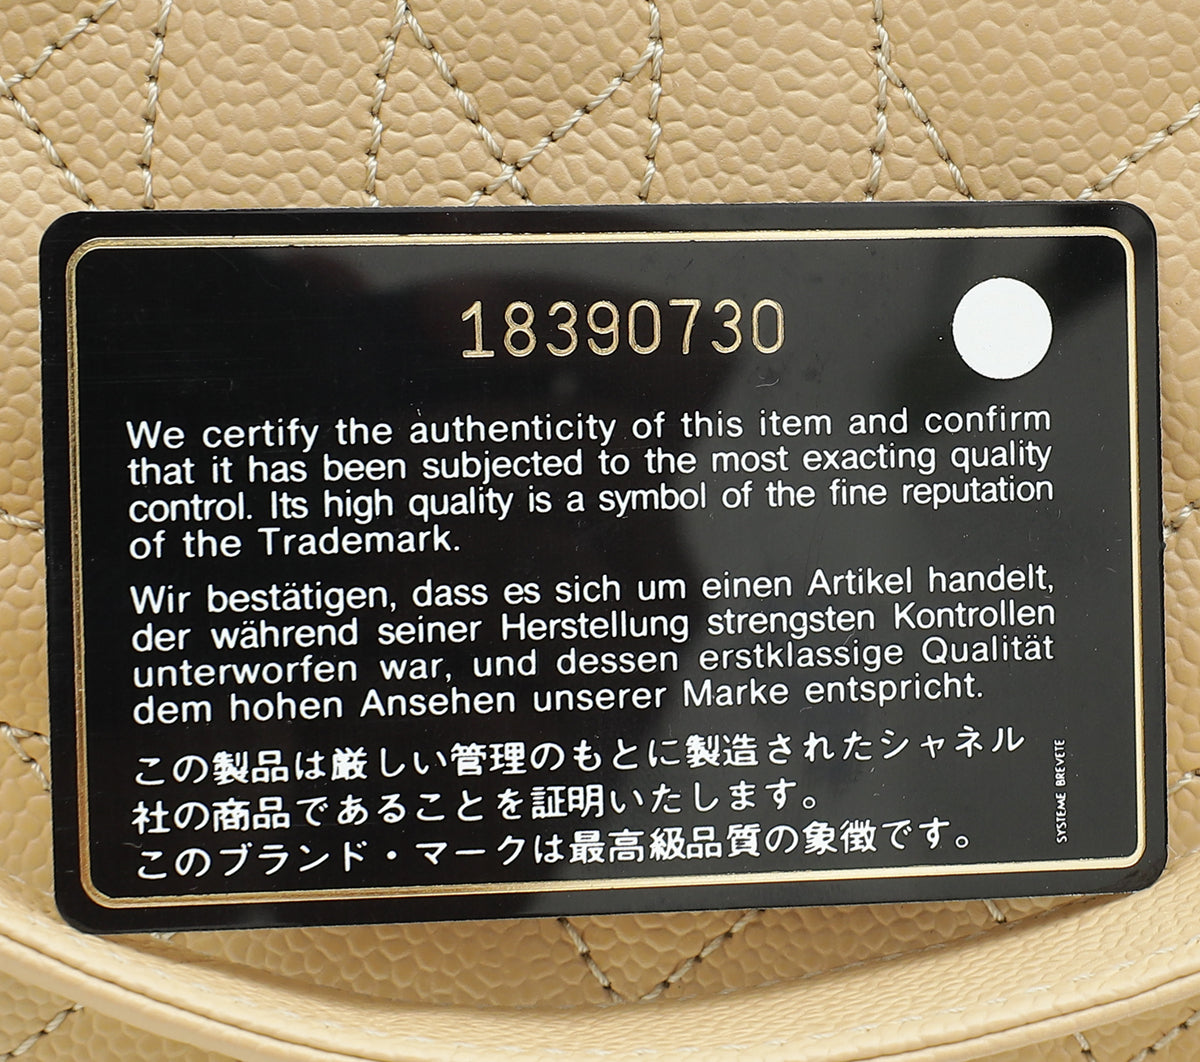 18390730
We certify the authenticity of this item and confirm
that it has been subjected to the most exacting quality
control. Its high quality is a symbol of the fine reputation
of the Trademark.
Wir bestätigen, dass es sich um einen Artikel handelt,
der während seiner Herstellung strengsten Kontrollen
unterworfen war, und dessen erstklassige Qualität
dem hohen Ansehen unserer Marke entspricht.
この製品は厳しい管理のもとに製造されたシャネル
社の商品であることを証明いたします。
このブランド・マークは最高級品質の象徴です。
SYSTEME BREVETE